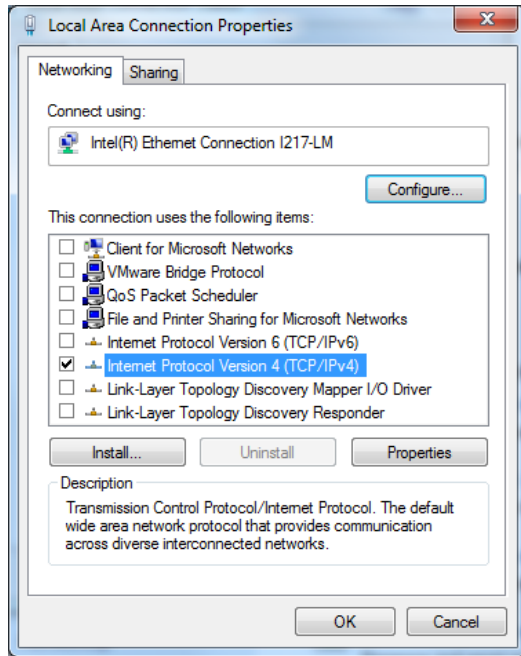 Local Area Connection Properties
Networking
Sharing
Connect using:
Intel(R) Ethernet Connection I217-LM
Configure...
This connection uses the following items:
Client for Microsoft Networks
VMware Bridge Protocol
QoS Packet Scheduler
File and Printer Sharing for Microsoft Networks
Internet Protocol Version 6 (TCP/IPv6)
Internet Protocol Version 4 (TCP/IPv4)
Link-Layer Topology Discovery Mapper I/O Driver
Link-Layer Topology Discovery Responder
Install...
Uninstall
Properties
Description
Transmission Control Protocol/Internet Protocol. The default
wide area network protocol that provides communication
across diverse interconnected networks.
OK
Cancel